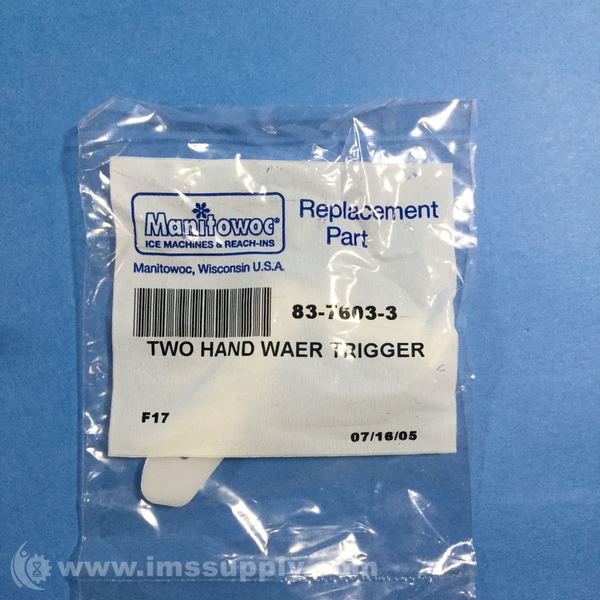 Manitowoc®
ICE MACHINES & REACH-INS
Replacement
Part
Manitowoc, Wisconsin U.S.A.
83-7603-3
TWO HAND WAER TRIGGER
F17
07/16/05
www.imssupply.com